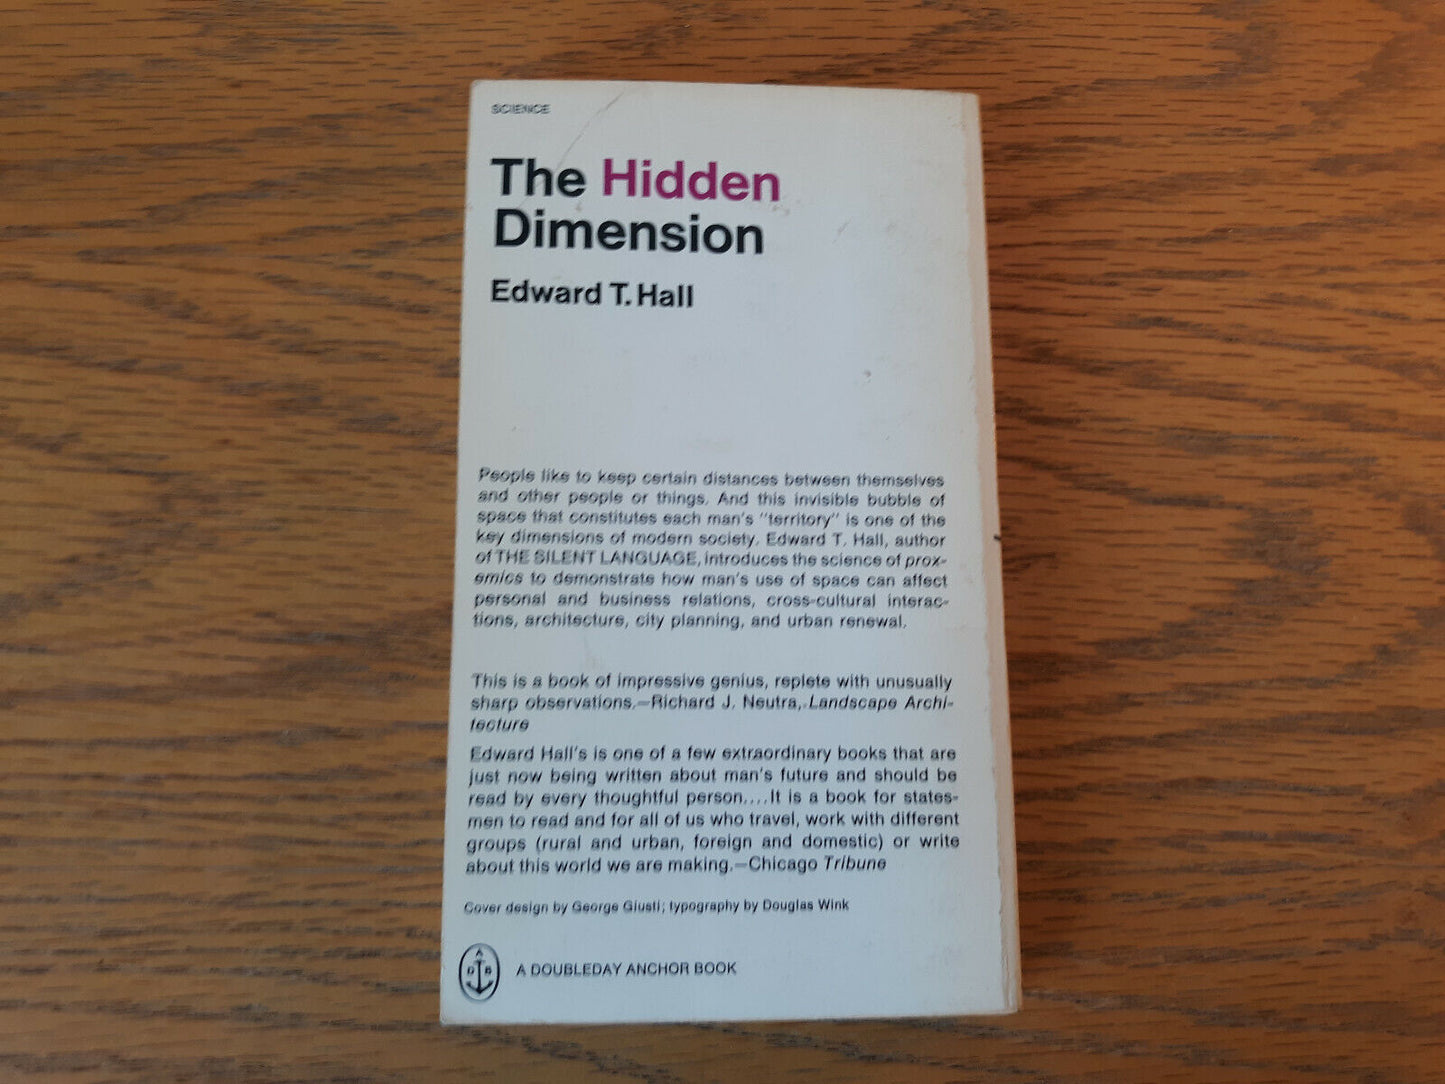 SCIENCE
The Hidden
Dimension
Edward T. Hall
People like to keep certain distances between themselves
and other people or things. And this invisible bubble of
space that constitutes each man's "territory" is one of the
key dimensions of modern society. Edward T. Hall, author
of THE SILENT LANGUAGE, introduces the science of prox-
emics to demonstrate how man's use of space can affect
personal and business relations, cross-cultural interac-
tions, architecture, city planning, and urban renewal.
This is a book of impressive genius, replete with unusually
sharp observations.—Richard J. Neutra, Landscape Archi-
tecture
Edward Hall's is one of a few extraordinary books that are
just now being written about man's future and should be
read by every thoughtful person....It is a book for states-
men to read and for all of us who travel, work with different
groups (rural and urban, foreign and domestic) or write
about this world we are making.—Chicago Tribune
Cover design by George Giusti; typography by Douglas Wink
A
D B
A DOUBLEDAY ANCHOR BOOK